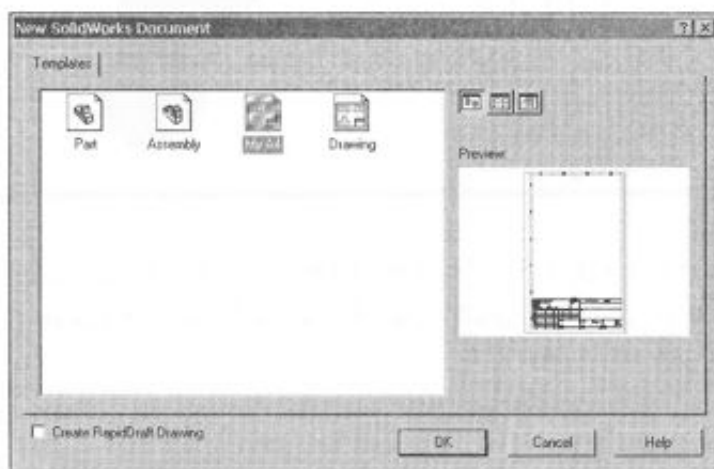 New SolidWorks Document
Templates
Part
Assembly
Drawing
Preview:
Create RapidDraft Drawing
OK
Cancel
Help